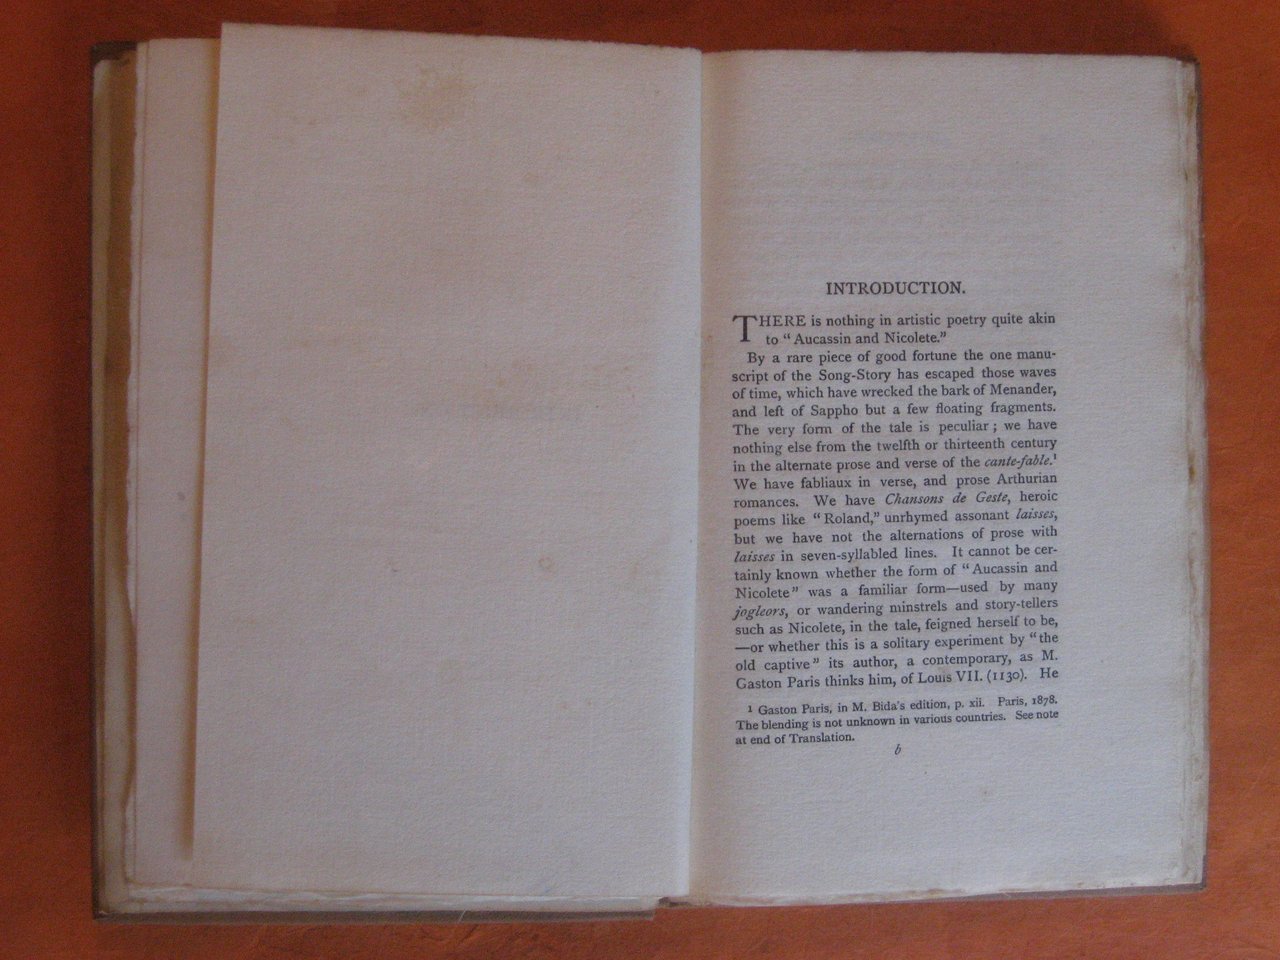 INTRODUCTION.
THERE is nothing in artistic poetry quite akin
to “Aucassin and Nicolete.”
By a rare piece of good fortune the one manu-
script of the Song-Story has escaped those waves
of time, which have wrecked the bark of Menander,
and left of Sappho but a few floating fragments.
The very form of the tale is peculiar; we have
nothing else from the twelfth or thirteenth century
in the alternate prose and verse of the cante-fable.¹
We have fabliaux in verse, and prose Arthurian
romances. We have Chansons de Geste, heroic
poems like “Roland,” unrhymed assonant laisses,
but we have not the alternations of prose with
laisses in seven-syllabled lines. It cannot be cer-
tainly known whether the form of “Aucassin and
Nicolete” was a familiar form—used by many
jogleors, or wandering minstrels and story-tellers
such as Nicolete, in the tale, feigned herself to be,
—or whether this is a solitary experiment by “the
old captive” its author, a contemporary, as M.
Gaston Paris thinks him, of Louis VII. (1130). He
¹ Gaston Paris, in M. Bida's edition, p. xii. Paris, 1878.
The blending is not unknown in various countries. See note
at end of Translation.
b